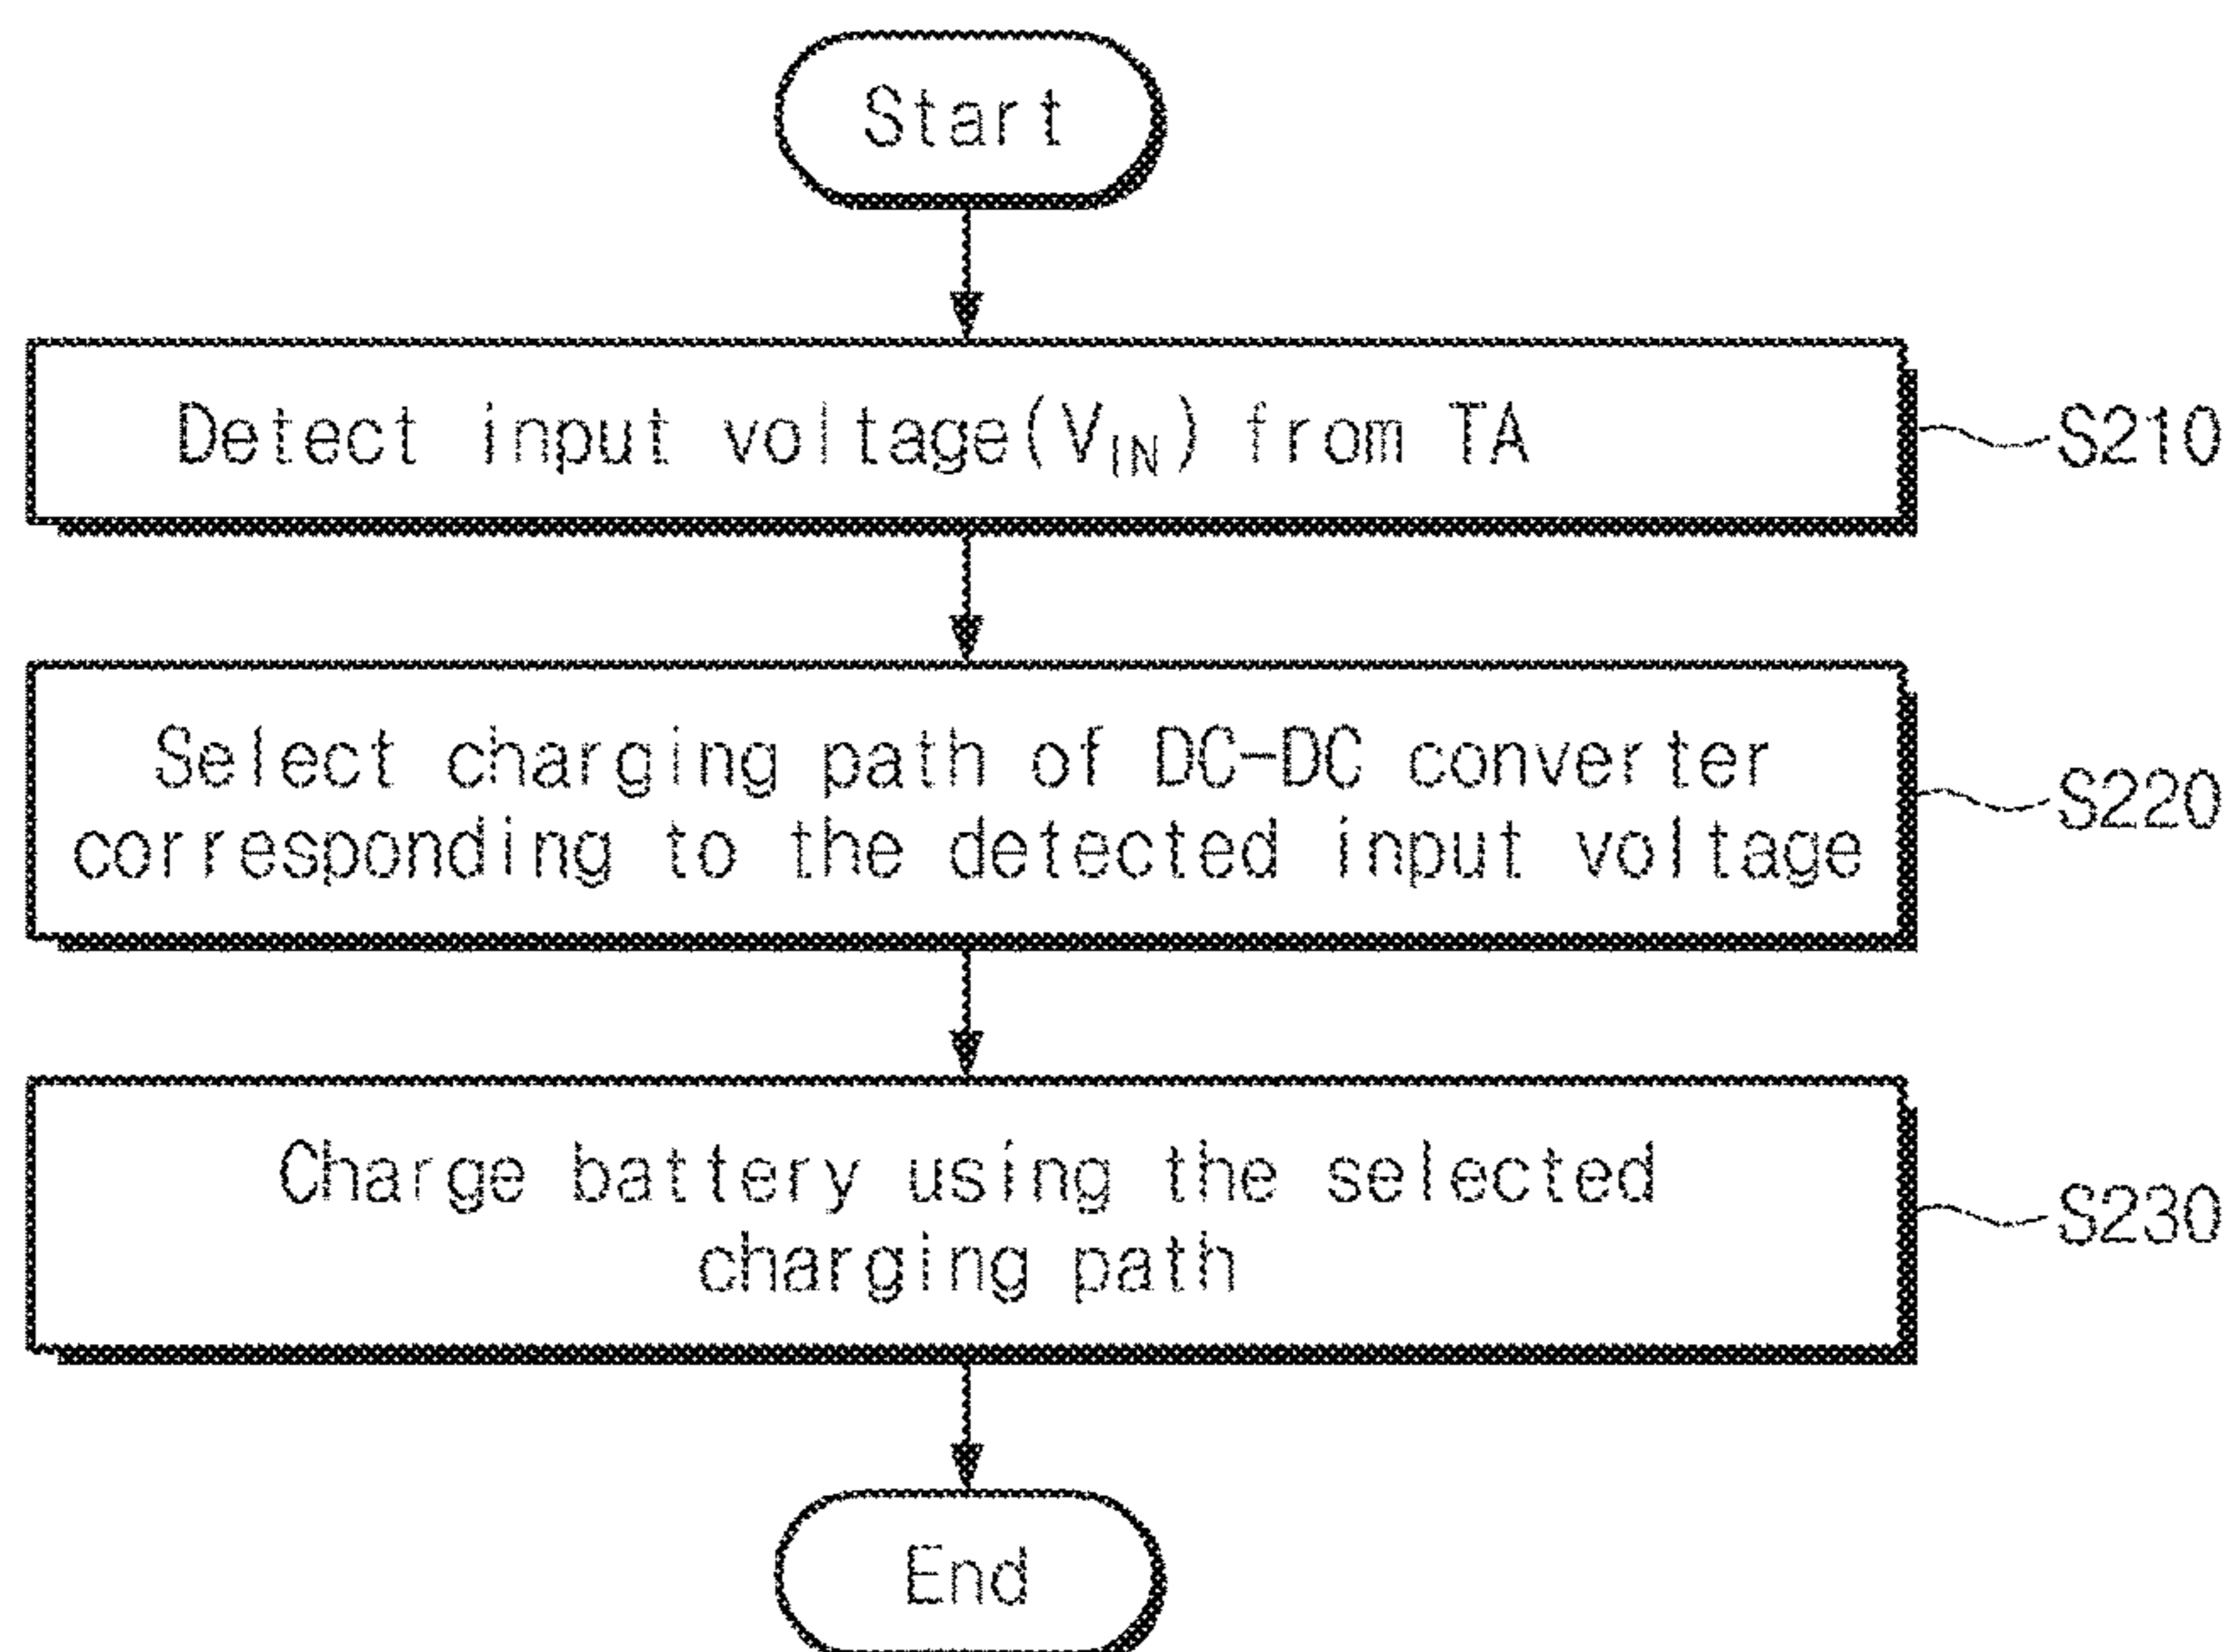 Start
Detect input voltage(VIN) from TA
S210
Select charging path of DC-DC converter
corresponding to the detected input voltage
S220
Charge battery using the selected
charging path
S230
End